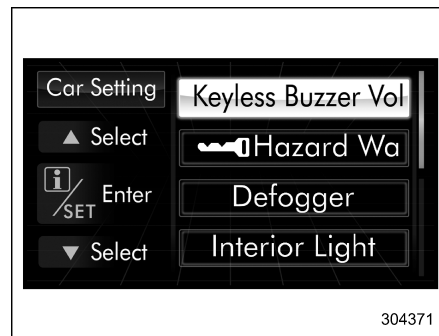 Car Setting
Keyless Buzzer Vol
▲ Select
Hazard Wa
i/SET Enter
Defogger
▼ Select
Interior Light
304371